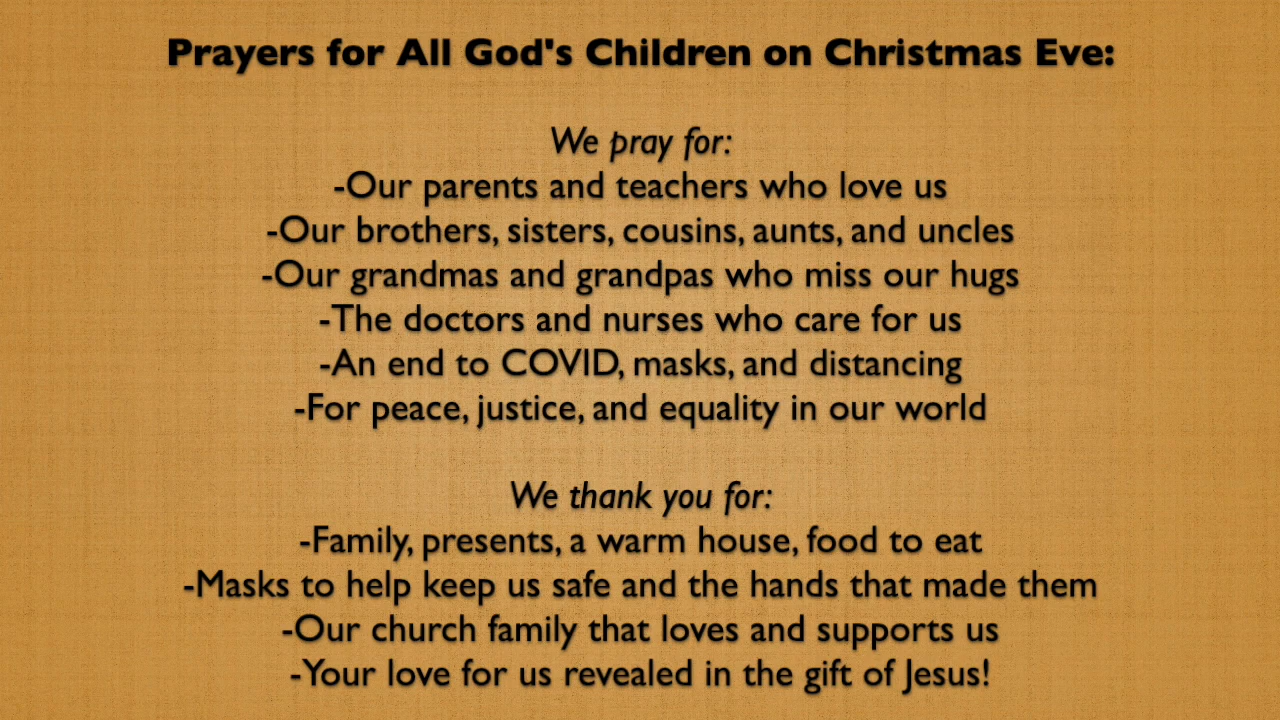 Prayers for All God's Children on Christmas Eve:
We pray for:
-Our parents and teachers who love us
-Our brothers, sisters, cousins, aunts, and uncles
-Our grandmas and grandpas who miss our hugs
-The doctors and nurses who care for us
-An end to COVID, masks, and distancing
-For peace, justice, and equality in our world
We thank you for:
-Family, presents, a warm house, food to eat
-Masks to help keep us safe and the hands that made them
-Our church family that loves and supports us
-Your love for us revealed in the gift of Jesus!